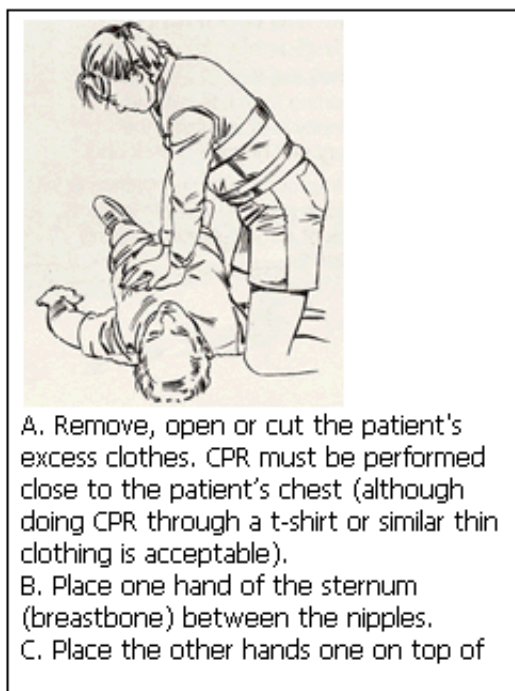 A. Remove, open or cut the patient's
excess clothes. CPR must be performed
close to the patient's chest (although
doing CPR through a t-shirt or similar thin
clothing is acceptable).
B. Place one hand of the sternum
(breastbone) between the nipples.
C. Place the other hands one on top of